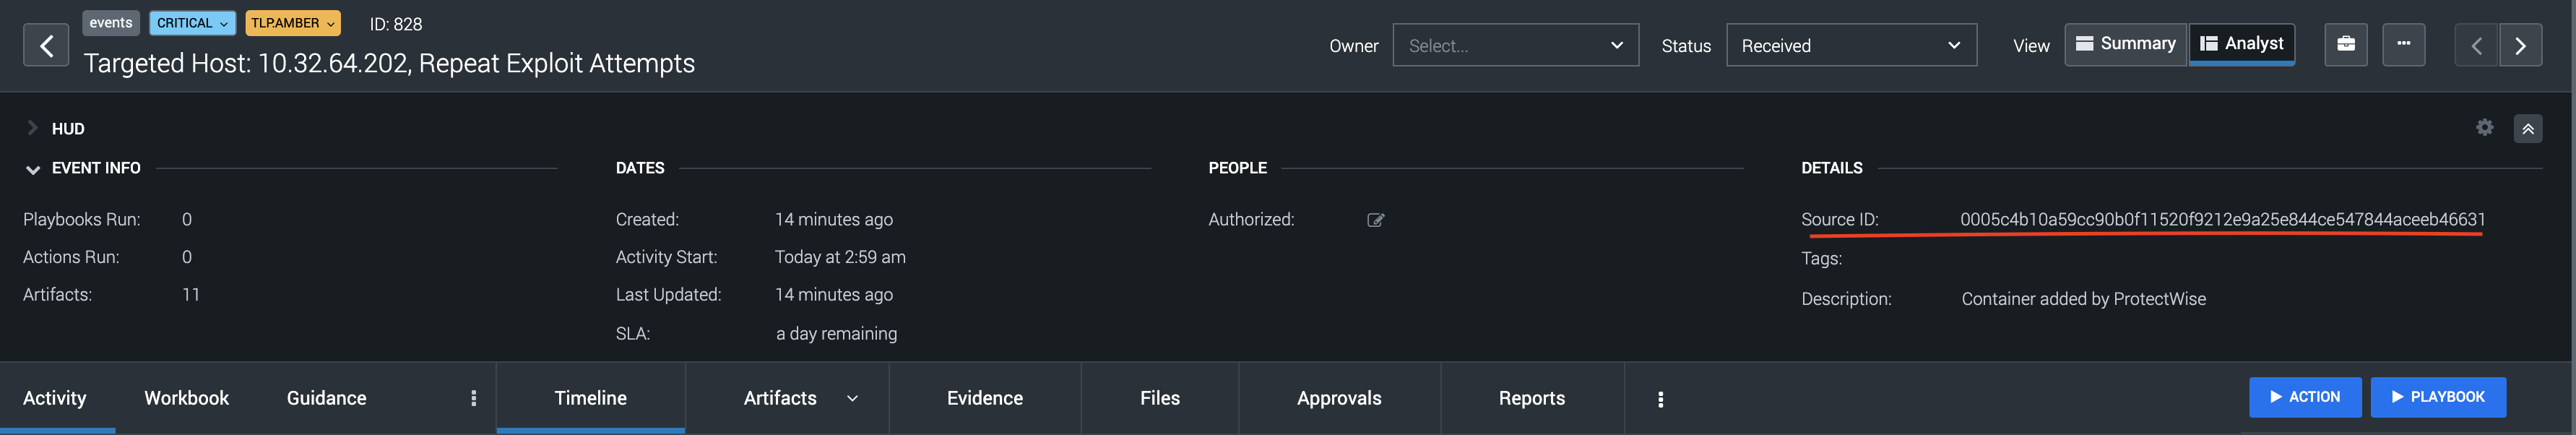 events CRITICAL TLP.AMBER ID: 828
Targeted Host: 10.32.64.202, Repeat Exploit Attempts
Owner Select... Status Received View Summary Analyst
HUD
EVENT INFO
Playbooks Run: 0
Actions Run: 0
Artifacts: 11
DATES
Created: 14 minutes ago
Activity Start: Today at 2:59 am
Last Updated: 14 minutes ago
SLA: a day remaining
PEOPLE
Authorized:
DETAILS
Source ID: 0005c4b10a59cc90b0f11520f9212e9a25e844ce547844aceeb46631
Tags:
Description: Container added by ProtectWise
Activity Workbook Guidance Timeline Artifacts Evidence Files Approvals Reports ACTION PLAYBOOK